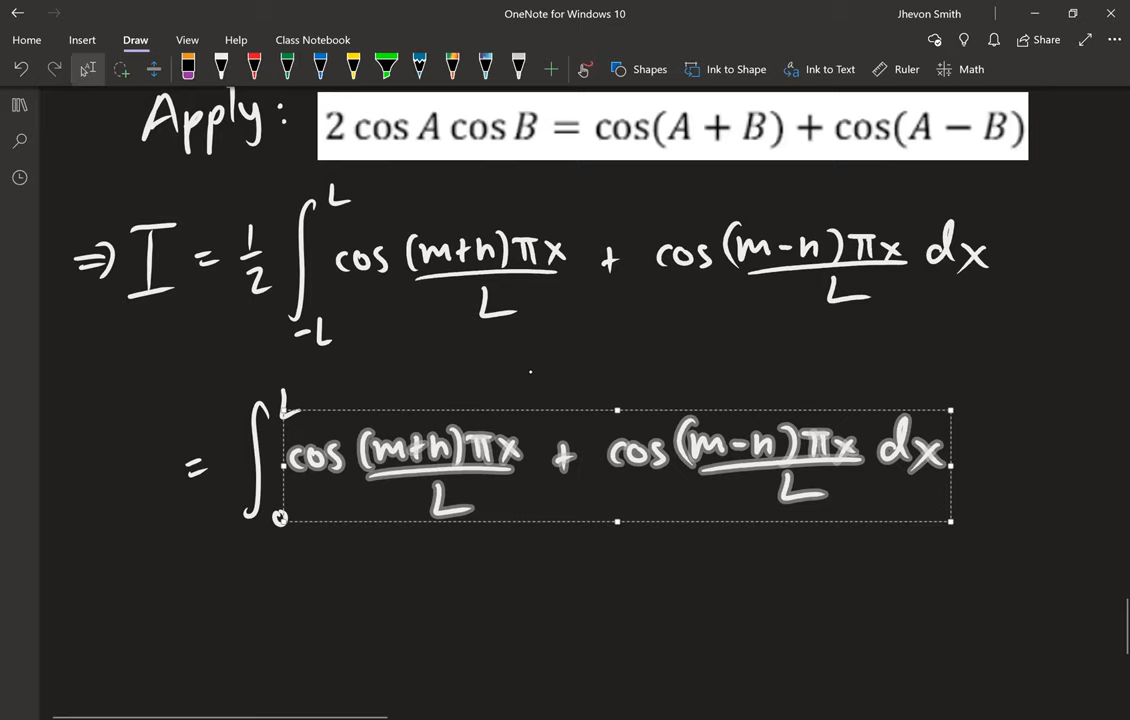 OneNote for Windows 10
Jhevon Smith
Home Insert Draw View Help Class Notebook
Share
Shapes Ink to Shape Ink to Text Ruler Math
Apply: 2 cos A cos B = cos(A + B) + cos(A − B)
⇒ I = 1/2 ∫_{-L}^{L} cos (m+n)πx/L + cos (m−n)πx/L dx
= ∫_{0}^{L} cos (m+n)πx/L + cos (m−n)πx/L dx